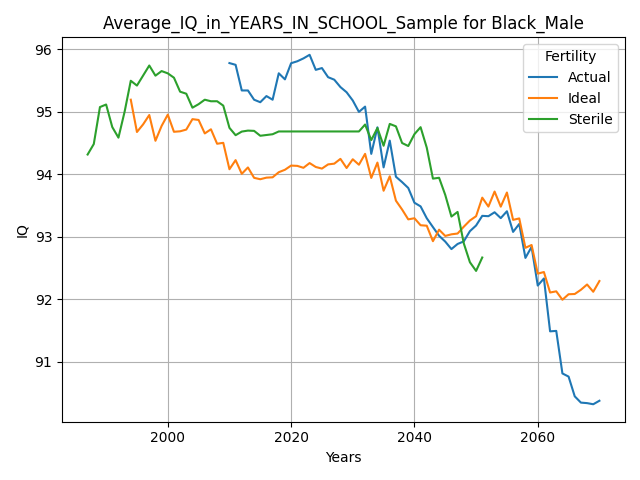 Average_IQ_in_YEARS_IN_SCHOOL_Sample for Black_Male
Fertility
Actual
Ideal
Sterile
IQ
96
95
94
93
92
91
2000
2020
2040
2060
Years